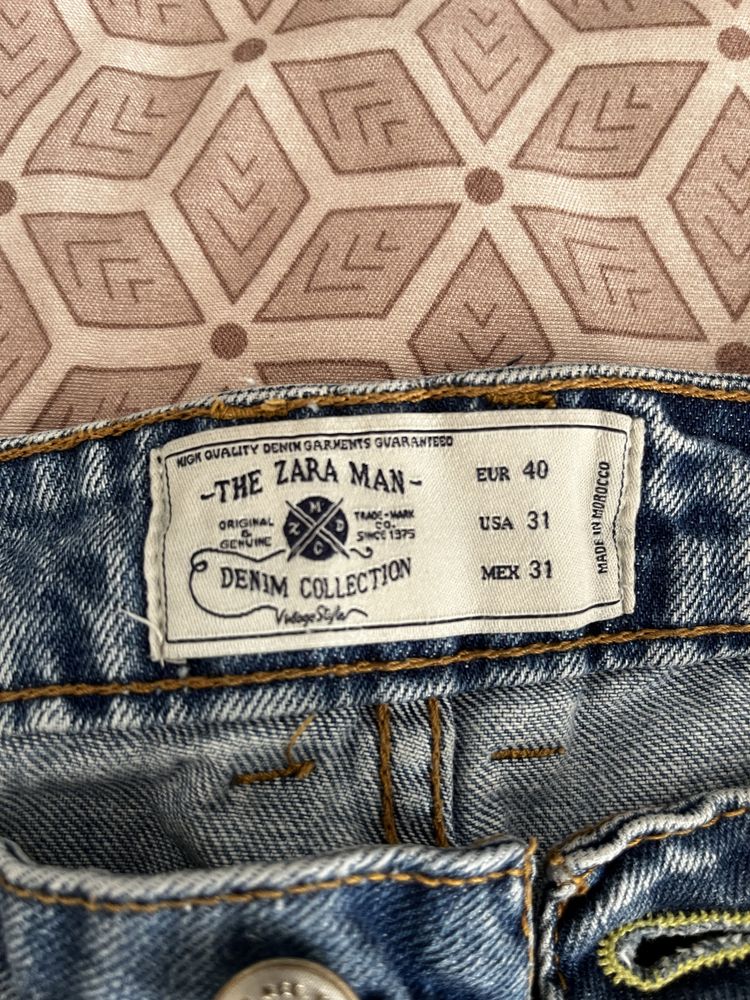 HIGH QUALITY DENIM GARMENTS GUARANTEED
-THE ZARA MAN-
ORIGINAL
&
GENUINE
M
Z D
C
TRADE-MARK
CO.
SINCE 1975
DENIM COLLECTION
Vintage Style
EUR 40
USA 31
MEX 31
MADE IN MOROCCO